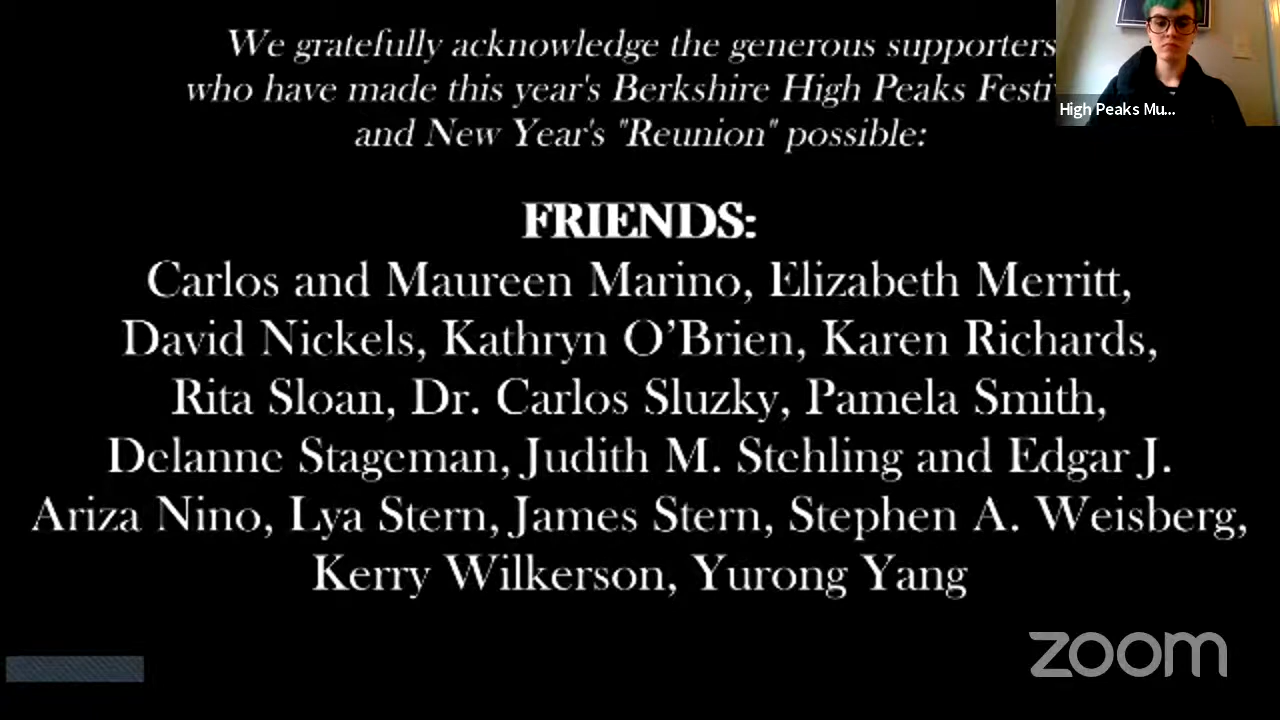 We gratefully acknowledge the generous supporters
who have made this year's Berkshire High Peaks Festi
and New Year's "Reunion" possible:
High Peaks Mu...
FRIENDS:
Carlos and Maureen Marino, Elizabeth Merritt,
David Nickels, Kathryn O’Brien, Karen Richards,
Rita Sloan, Dr. Carlos Sluzky, Pamela Smith,
Delanne Stageman, Judith M. Stehling and Edgar J.
Ariza Nino, Lya Stern, James Stern, Stephen A. Weisberg,
Kerry Wilkerson, Yurong Yang
zoom